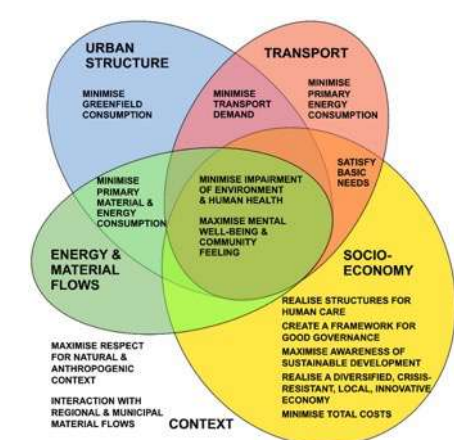 URBAN
STRUCTURE
TRANSPORT
MINIMISE
GREENFIELD
CONSUMPTION
MINIMISE
TRANSPORT
DEMAND
MINIMISE
PRIMARY
ENERGY
CONSUMPTION
SATISFY
BASIC
NEEDS
MINIMISE
PRIMARY
MATERIAL &
ENERGY
CONSUMPTION
MINIMISE IMPAIRMENT
OF ENVIRONMENT
& HUMAN HEALTH
MAXIMISE MENTAL
WELL-BEING &
COMMUNITY
FEELING
ENERGY &
MATERIAL
FLOWS
SOCIO-
ECONOMY
REALISE STRUCTURES FOR
HUMAN CARE
CREATE A FRAMEWORK FOR
GOOD GOVERNANCE
MAXIMISE AWARENESS OF
SUSTAINABLE DEVELOPMENT
REALISE A DIVERSIFIED, CRISIS-
RESISTANT, LOCAL, INNOVATIVE
ECONOMY
MINIMISE TOTAL COSTS
MAXIMISE RESPECT
FOR NATURAL &
ANTHROPOGENIC
CONTEXT
INTERACTION WITH
REGIONAL & MUNICIPAL
MATERIAL FLOWS
CONTEXT